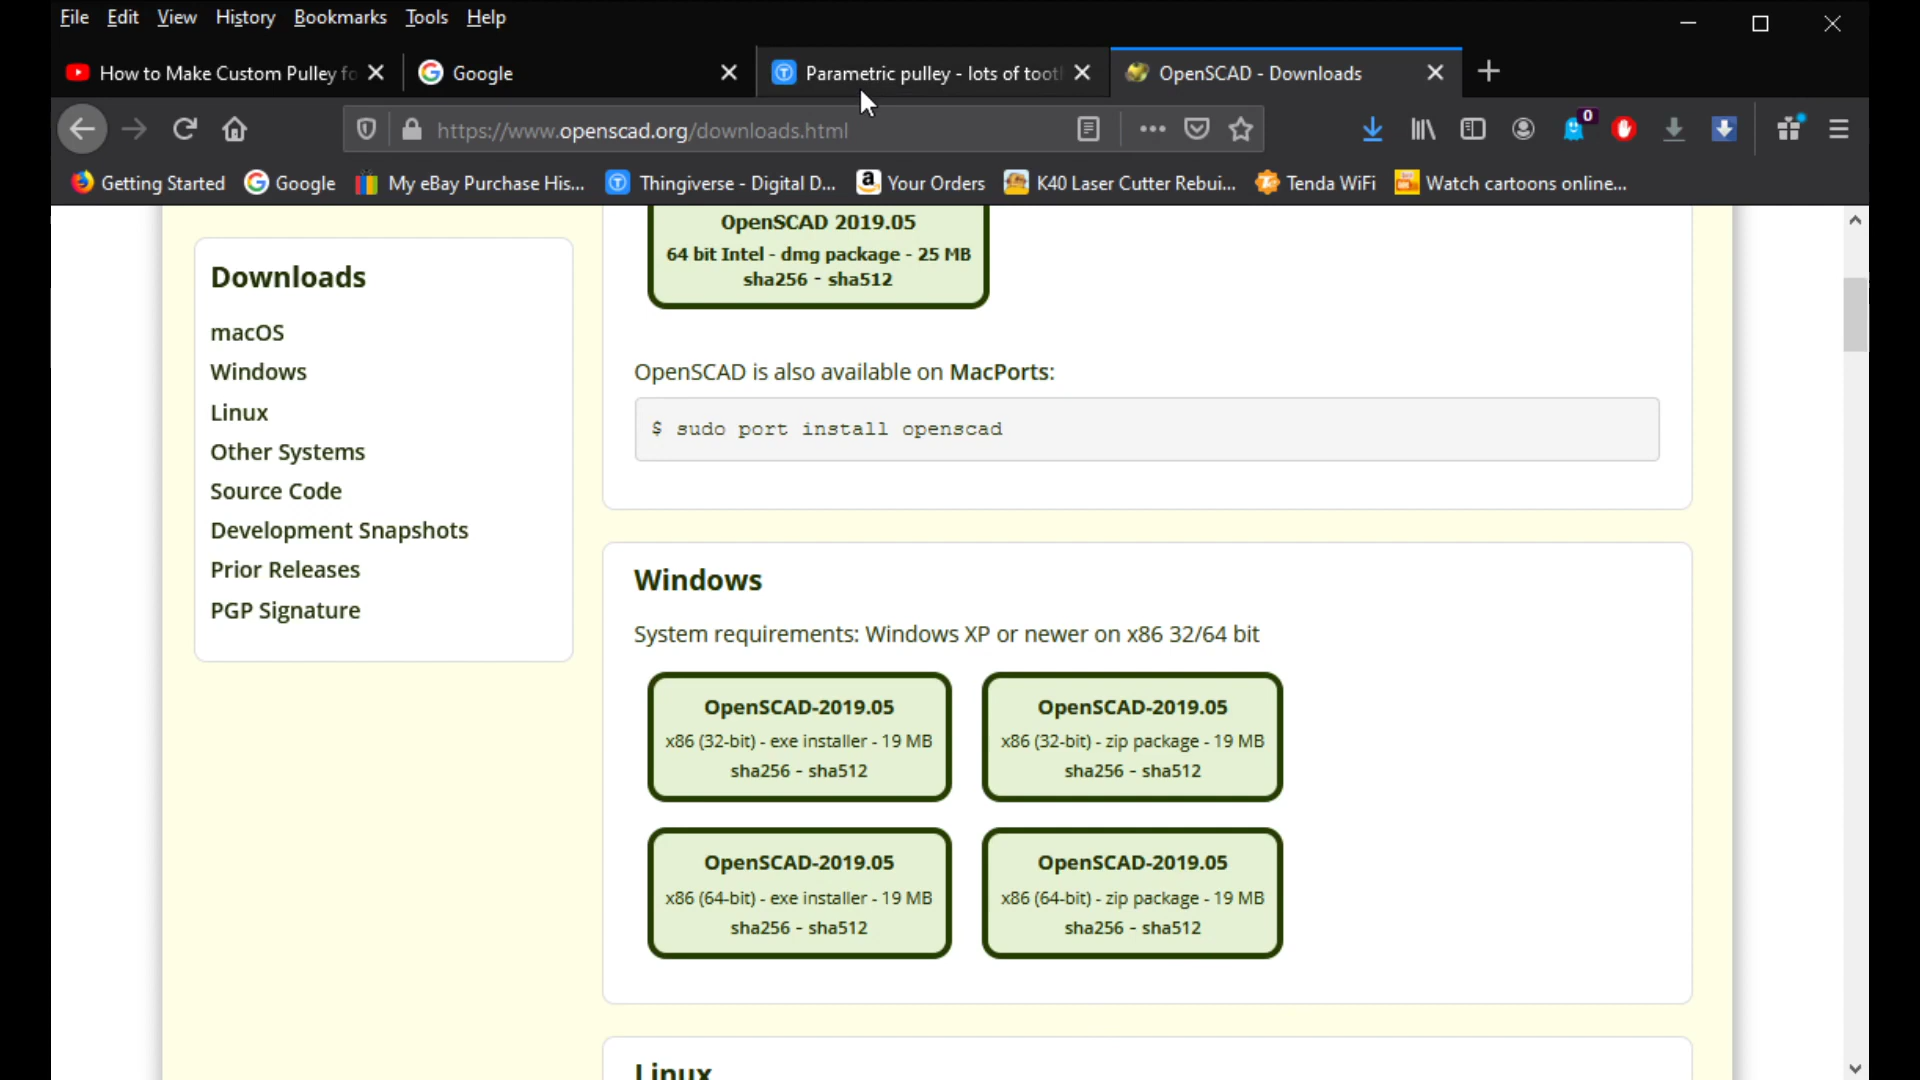 File Edit View History Bookmarks Tools Help
How to Make Custom Pulley fo
Google
Parametric pulley - lots of toot
OpenSCAD - Downloads
https://www.openscad.org/downloads.html
0
Getting Started
Google
My eBay Purchase His...
Thingiverse - Digital D...
Your Orders
K40 Laser Cutter Rebui...
Tenda WiFi
Watch cartoons online...
Downloads
macOS
Windows
Linux
Other Systems
Source Code
Development Snapshots
Prior Releases
PGP Signature
OpenSCAD 2019.05
64 bit Intel - dmg package - 25 MB
sha256 - sha512
OpenSCAD is also available on MacPorts:
$ sudo port install openscad
Windows
System requirements: Windows XP or newer on x86 32/64 bit
OpenSCAD-2019.05
x86 (32-bit) - exe installer - 19 MB
sha256 - sha512
OpenSCAD-2019.05
x86 (32-bit) - zip package - 19 MB
sha256 - sha512
OpenSCAD-2019.05
x86 (64-bit) - exe installer - 19 MB
sha256 - sha512
OpenSCAD-2019.05
x86 (64-bit) - zip package - 19 MB
sha256 - sha512
Linux